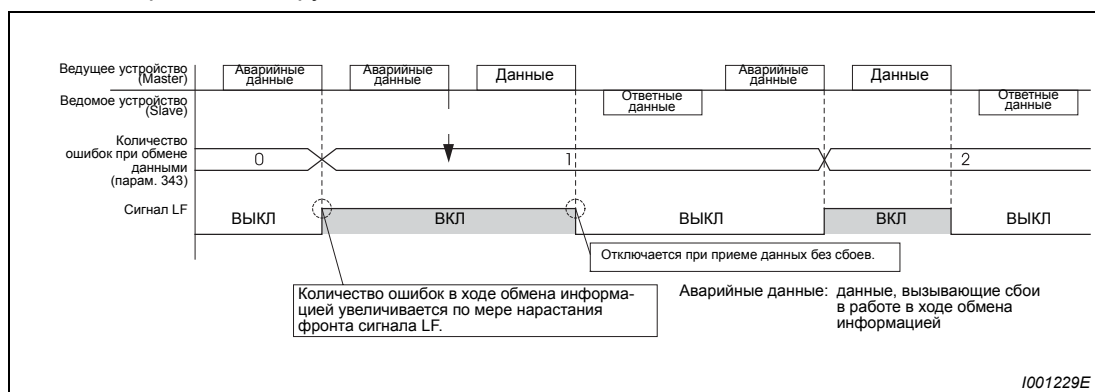 Ведущее устройство
(Master)
Аварийные
данные
Аварийные
данные
Данные
Аварийные
данные
Данные
Ведомое устройство
(Slave)
Ответные
данные
Ответные
данные
Количество
ошибок при обмене
данными
(парам. 343)
0
1
2
Сигнал LF
ВЫКЛ
ВКЛ
ВЫКЛ
ВКЛ
ВЫКЛ
Отключается при приеме данных без сбоев.
Количество ошибок в ходе обмена информа-
цией увеличивается по мере нарастания
фронта сигнала LF.
Аварийные данные: данные, вызывающие сбои
в работе в ходе обмена
информацией
I001229E